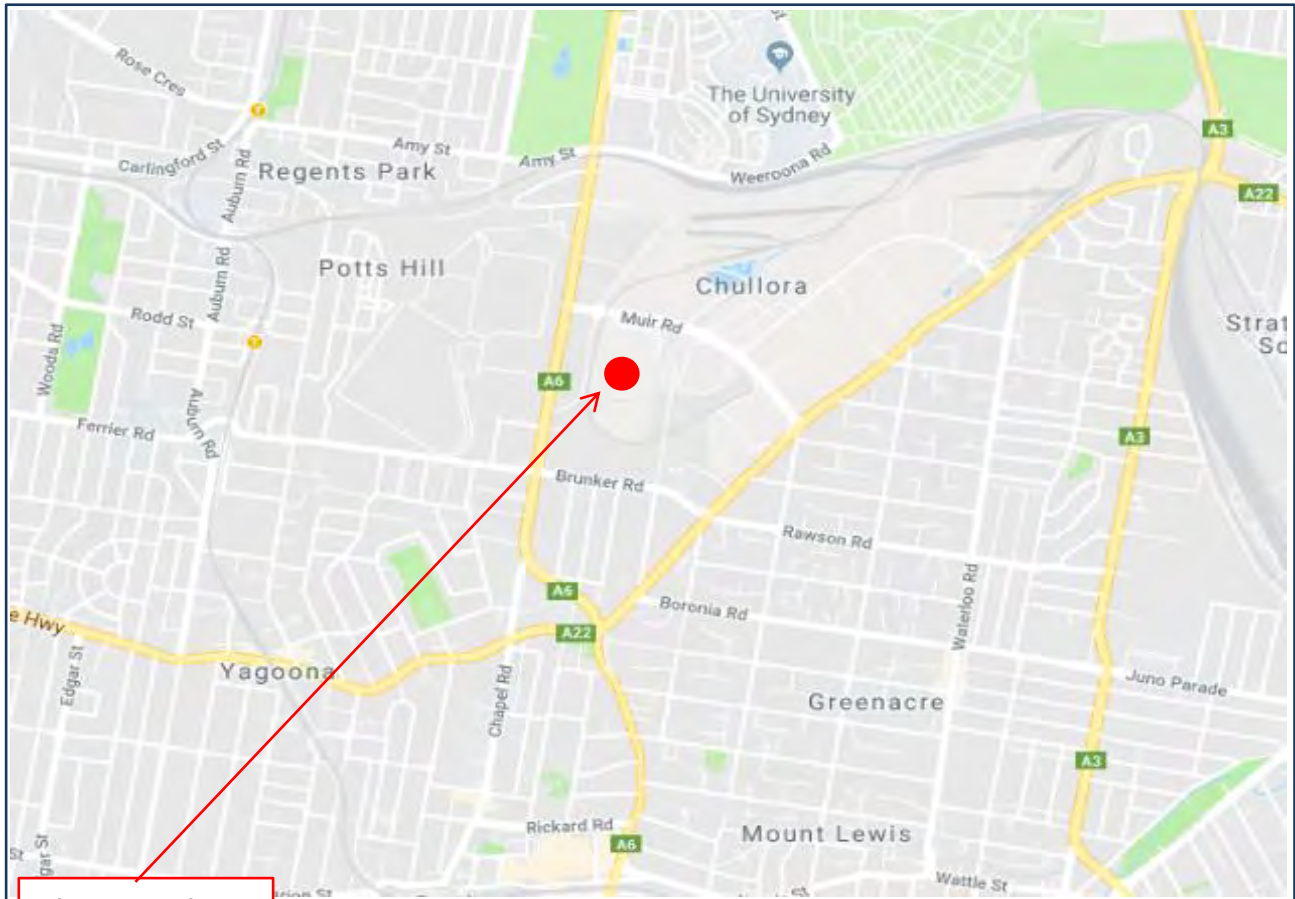 Rose Cres
The University
of Sydney
A3
Amy St
Amy St
Carlingford St
Auburn Rd
Regents Park
Weeroona Rd
A22
Potts Hill
Auburn Rd
Chullora
Rodd St
Muir Rd
Woods Rd
A6
Auburn Rd
Ferrier Rd
A3
Brunker Rd
Rawson Rd
A6
Boronia Rd
Waterloo Rd
e Hwy
A22
Yagoona
Edgar St
Chapel Rd
Juno Parade
Greenacre
A3
Rickard Rd
Mount Lewis
A6
Wattle St